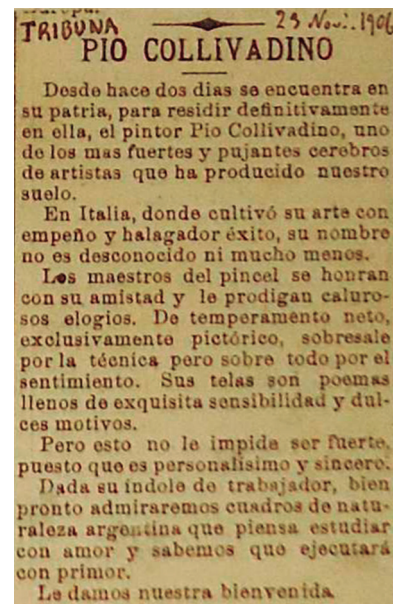 TRIBUNA 23 Nov. 1906
PIO COLLIVADINO
Desde hace dos dias se encuentra en
su patria, para residir definitivamente
en ella, el pintor Pio Collivadino, uno
de los mas fuertes y pujantes cerebros
de artistas que ha producido nuestro
suelo.
En Italia, donde cultivó su arte con
empeño y halagador éxito, su nombre
no es desconocido ni mucho menos.
Los maestros del pincel se honran
con su amistad y le prodigan caluro-
sos elogios. De temperamento neto,
exclusivamente pictórico, sobresale
por la técnica pero sobre todo por el
sentimiento. Sus telas son poemas
llenos de exquisita sensibilidad y dul-
ces motivos.
Pero esto no le impide ser fuerte,
puesto que es personalísimo y sincero.
Dada su índole de trabajador, bien
pronto admiraremos cuadros de natu-
raleza argentina que piensa estudiar
con amor y sabemos que ejecutará
con primor.
Le damos nuestra bienvenida